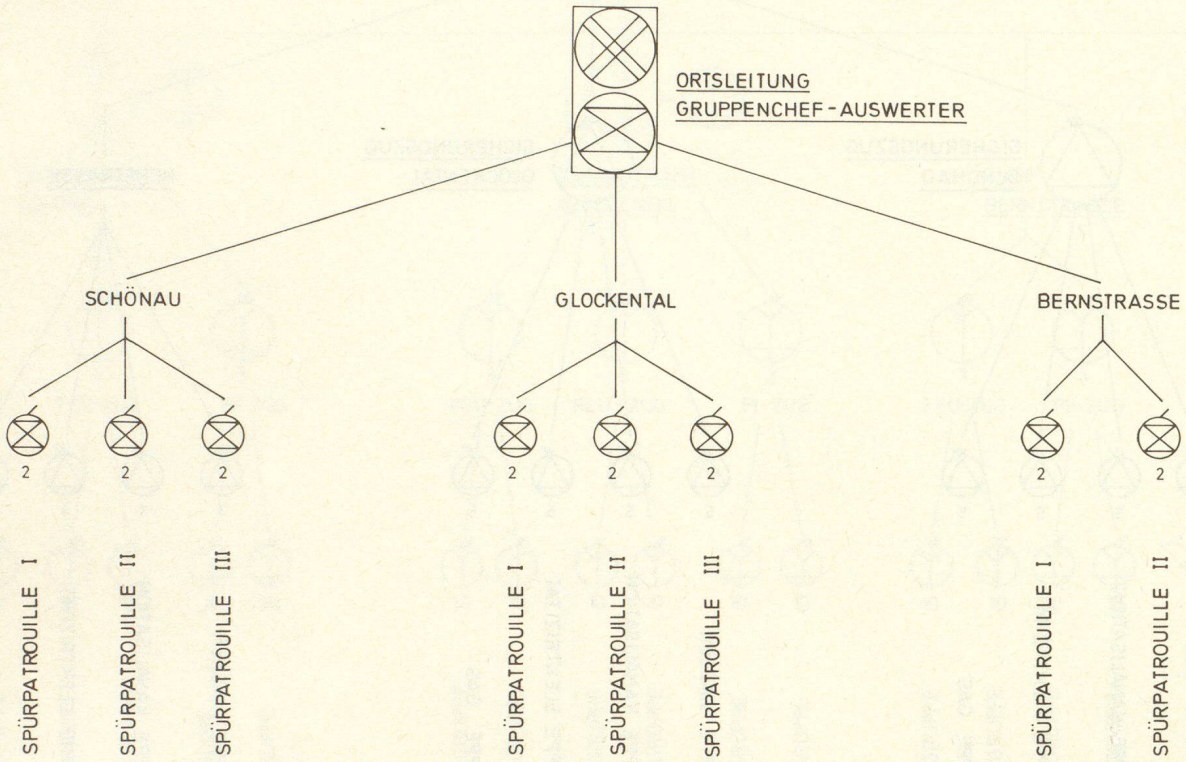 ORTSLEITUNG
GRUPPENCHEF-AUSWERTER
SCHÖNAU
GLOCKENTAL
BERNSTRASSE
2
2
2
2
2
2
2
2
SPÜRPATROUILLE I
SPÜRPATROUILLE II
SPÜRPATROUILLE III
SPÜRPATROUILLE I
SPÜRPATROUILLE II
SPÜRPATROUILLE III
SPÜRPATROUILLE I
SPÜRPATROUILLE II